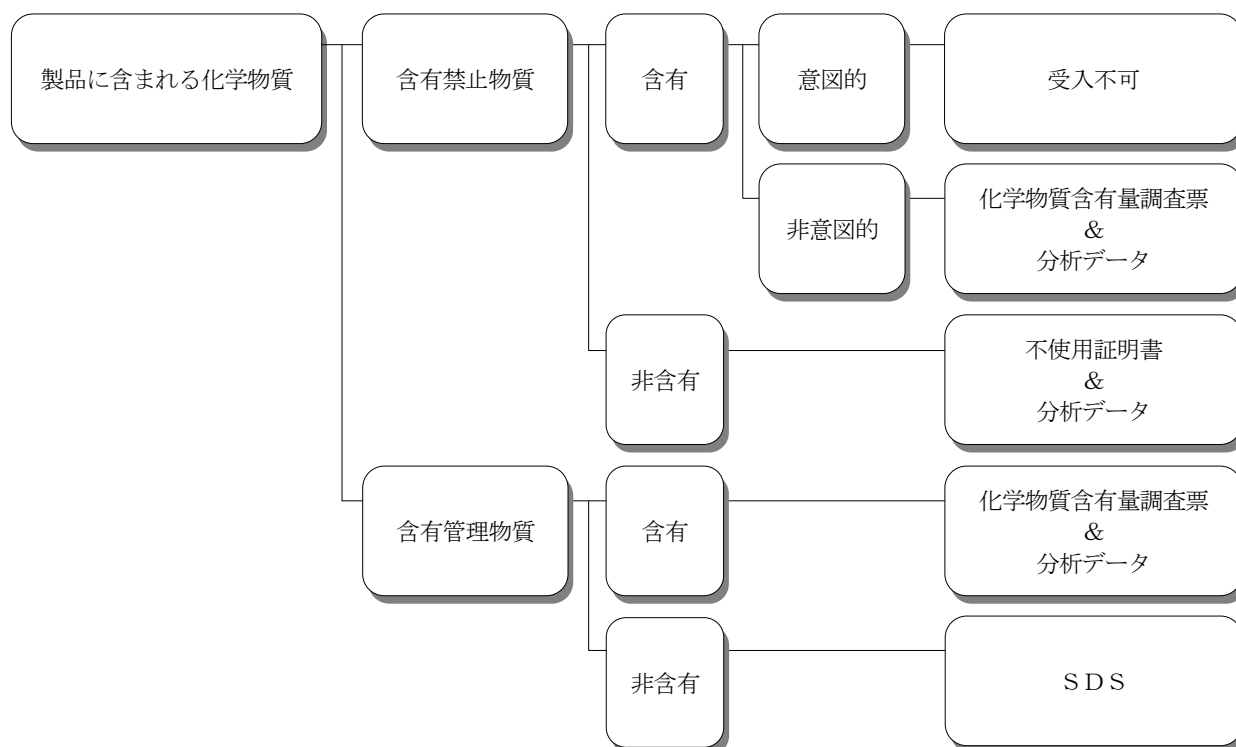 製品に含まれる化学物質
含有禁止物質
含有
意図的
受入不可
非意図的
化学物質含有量調査票
＆
分析データ
非含有
不使用証明書
＆
分析データ
含有管理物質
含有
化学物質含有量調査票
＆
分析データ
非含有
ＳＤＳ